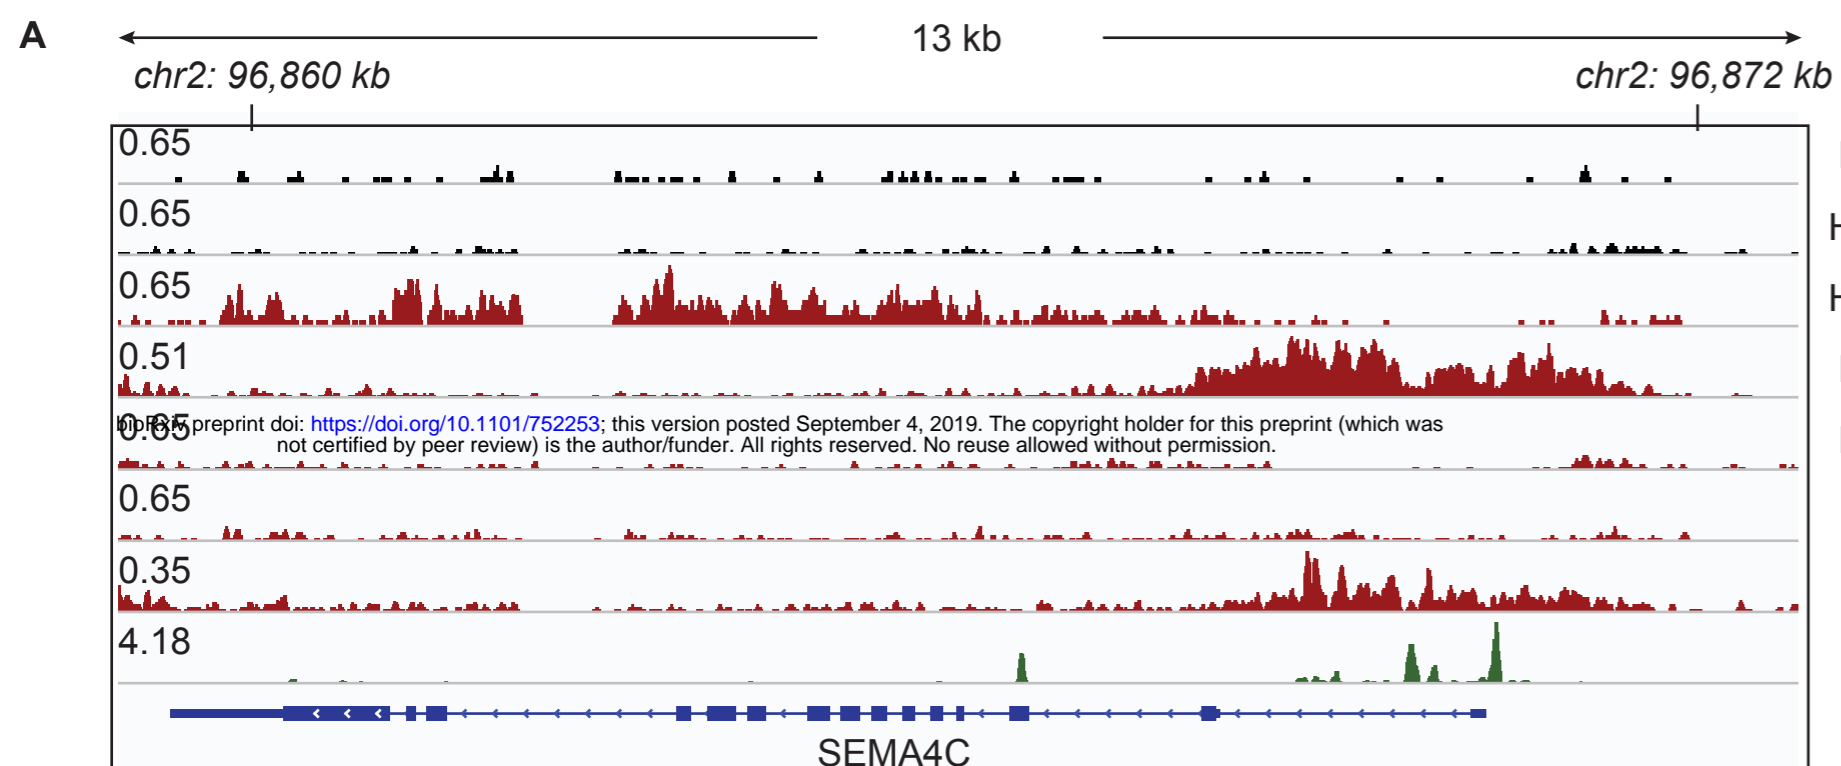 A
13 kb
chr2: 96,860 kb
chr2: 96,872 kb
0.65
0.65
H
0.65
H
0.51
0.65
bioRxiv preprint doi: https://doi.org/10.1101/752253; this version posted September 4, 2019. The copyright holder for this preprint (which was
not certified by peer review) is the author/funder. All rights reserved. No reuse allowed without permission.
0.65
0.35
4.18
SEMA4C